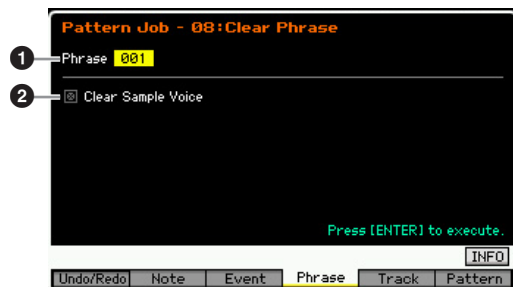 Pattern Job - 08:Clear Phrase
1 Phrase 001
2 Clear Sample Voice
Press [ENTER] to execute.
INFO
Undo/Redo Note Event Phrase Track Pattern